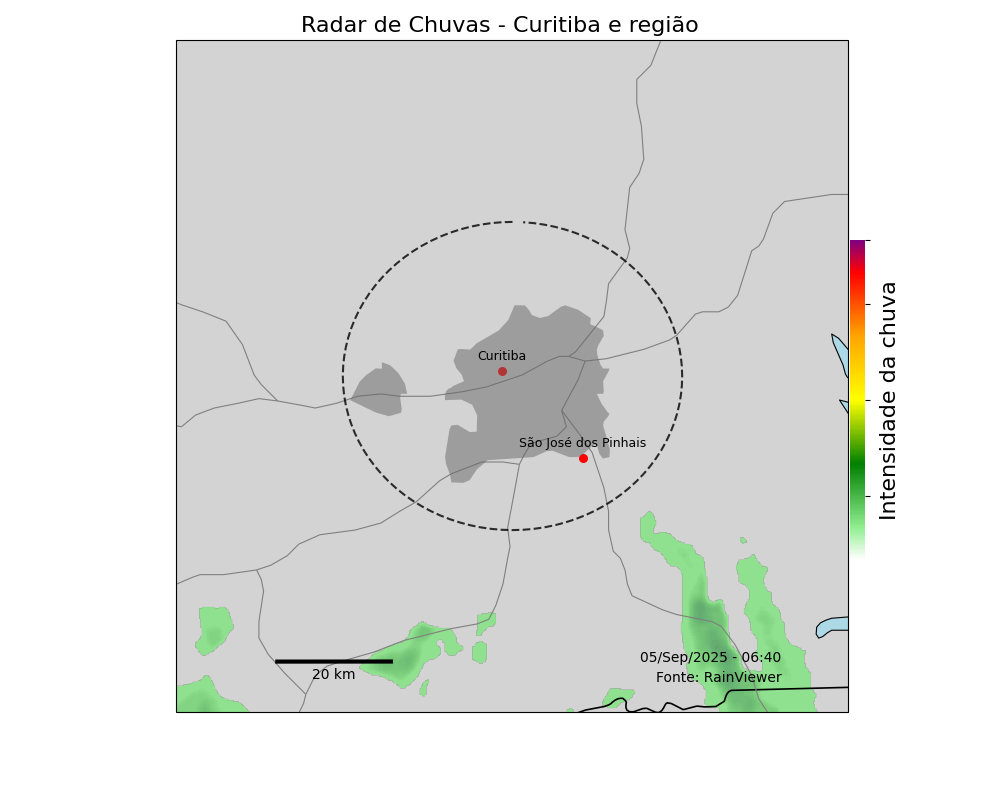 Radar de Chuvas - Curitiba e região
Curitiba
São José dos Pinhais
Intensidade da chuva
05/Sep/2025 - 06:40
20 km
Fonte: RainViewer